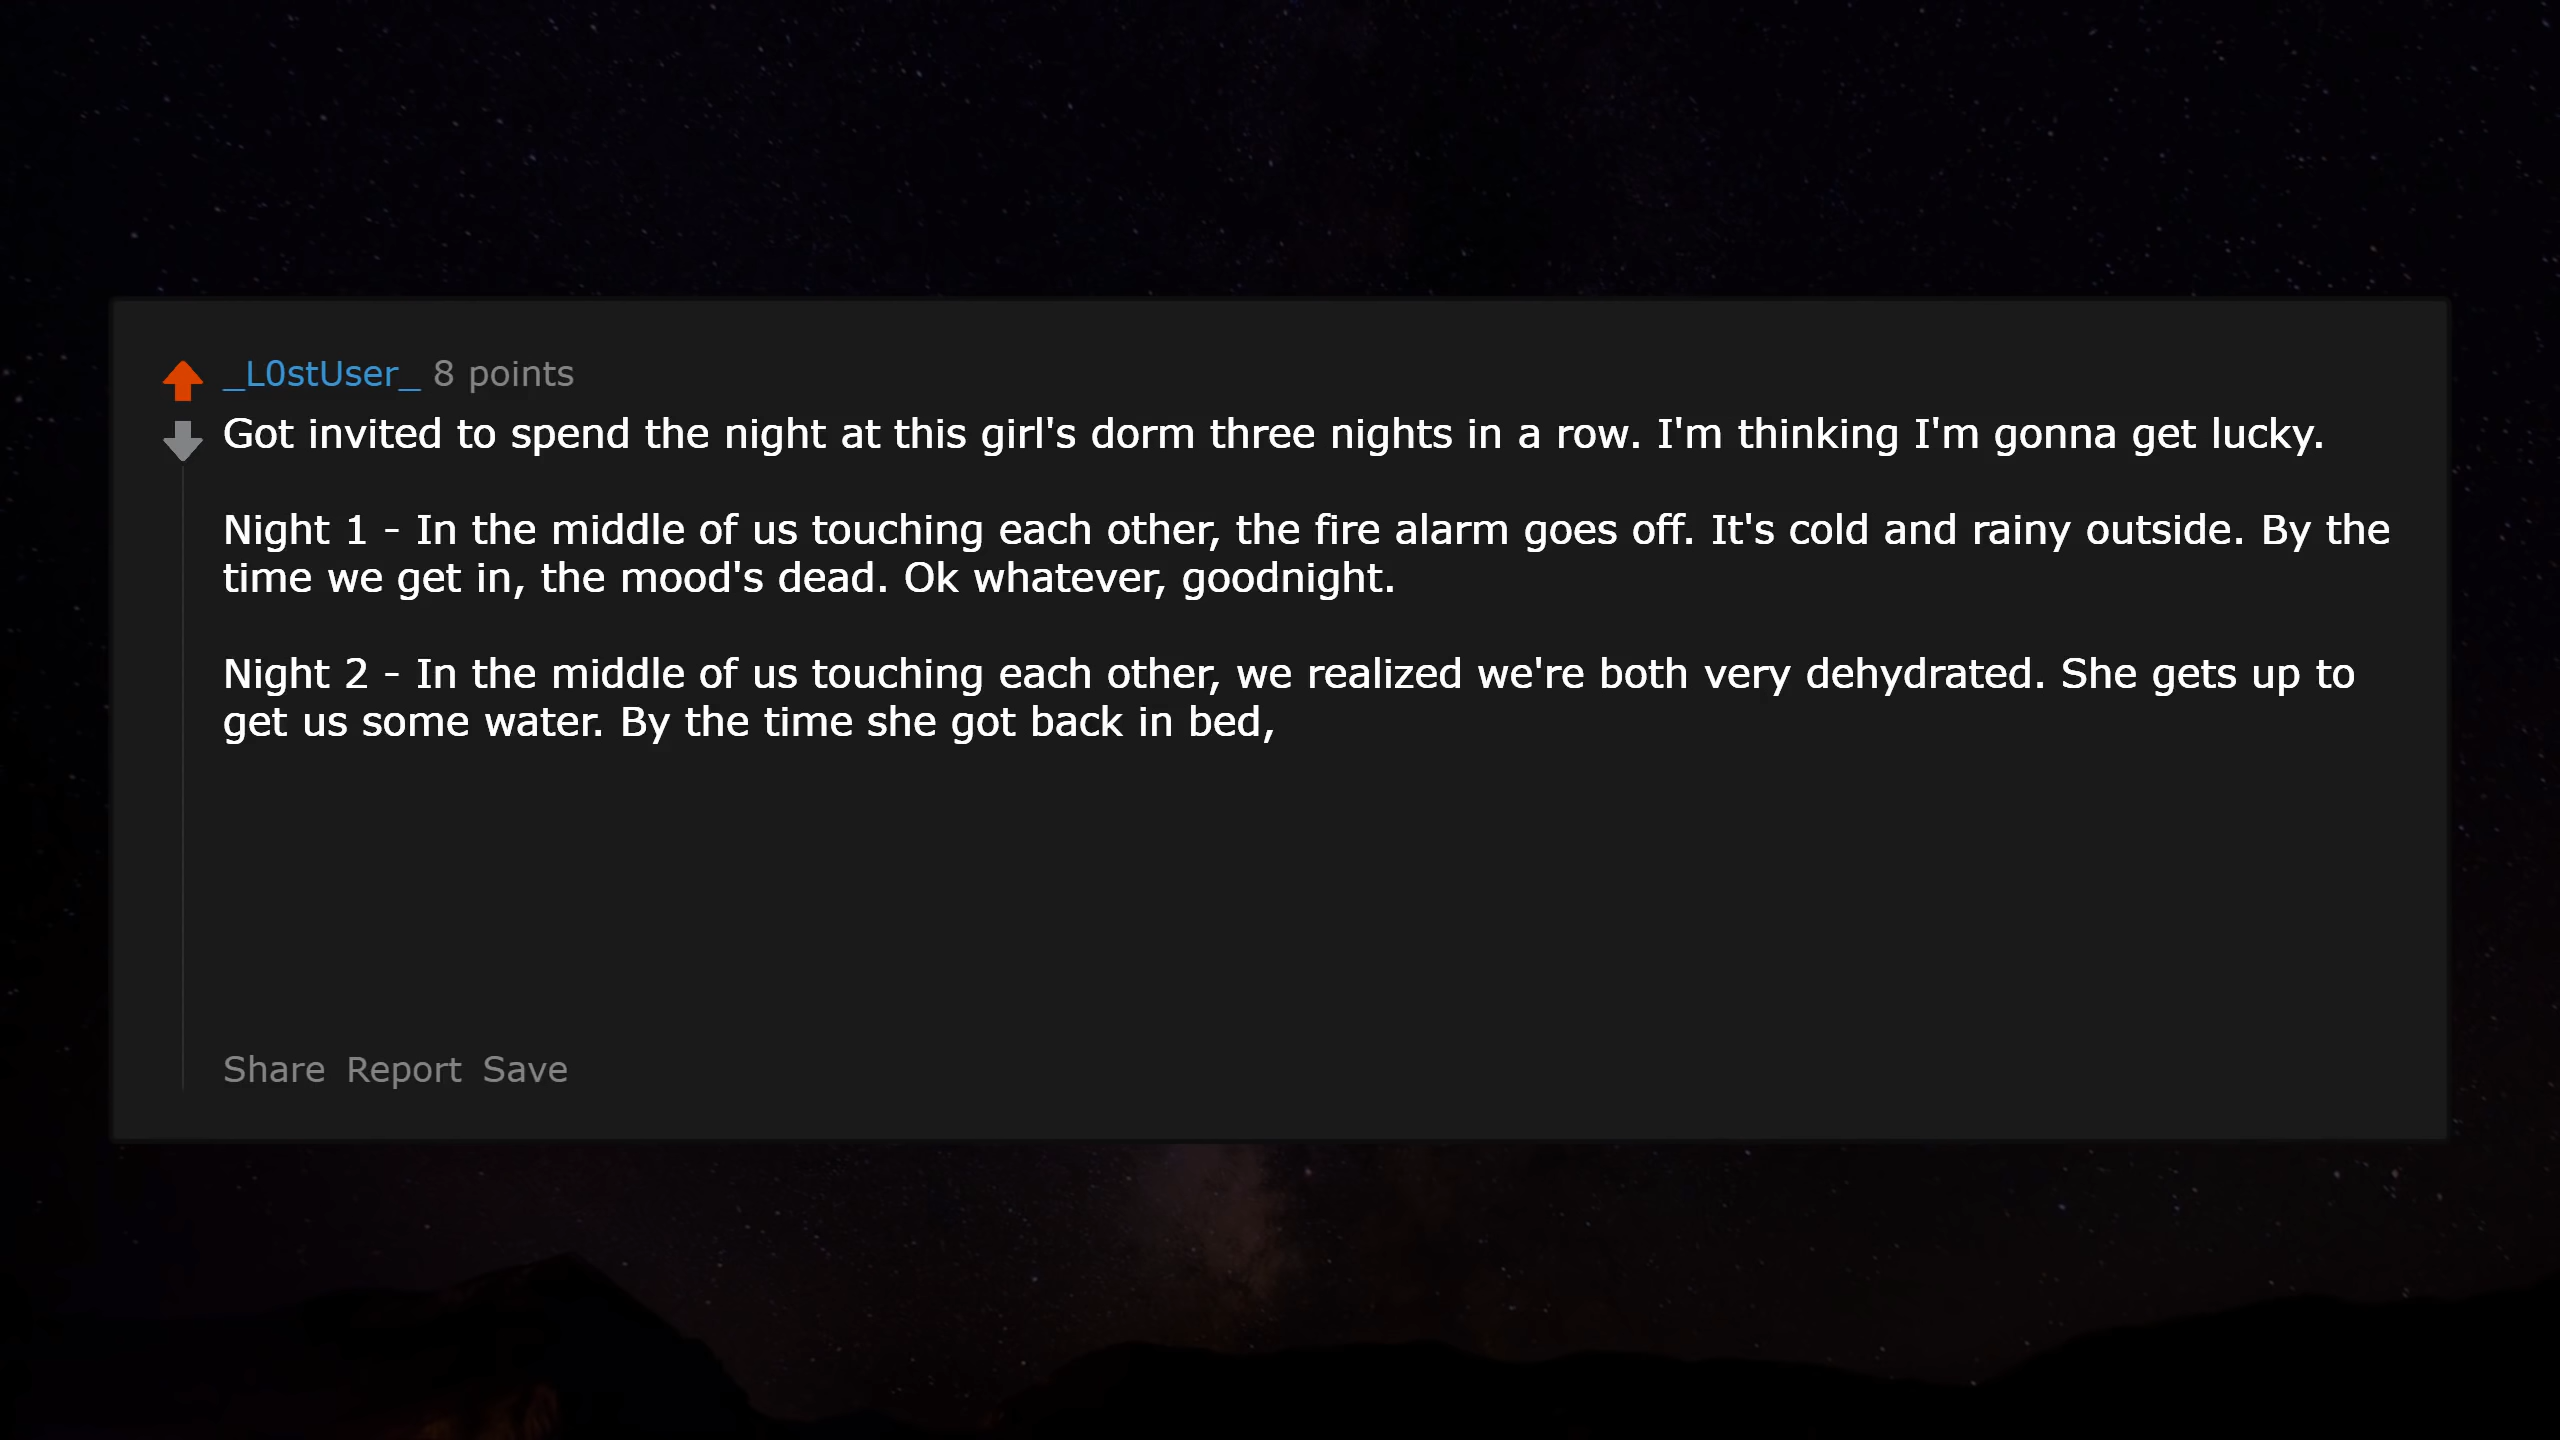 _L0stUser_ 8 points
Got invited to spend the night at this girl's dorm three nights in a row. I'm thinking I'm gonna get lucky.
Night 1 - In the middle of us touching each other, the fire alarm goes off. It's cold and rainy outside. By the
time we get in, the mood's dead. Ok whatever, goodnight.
Night 2 - In the middle of us touching each other, we realized we're both very dehydrated. She gets up to
get us some water. By the time she got back in bed,
Share Report Save